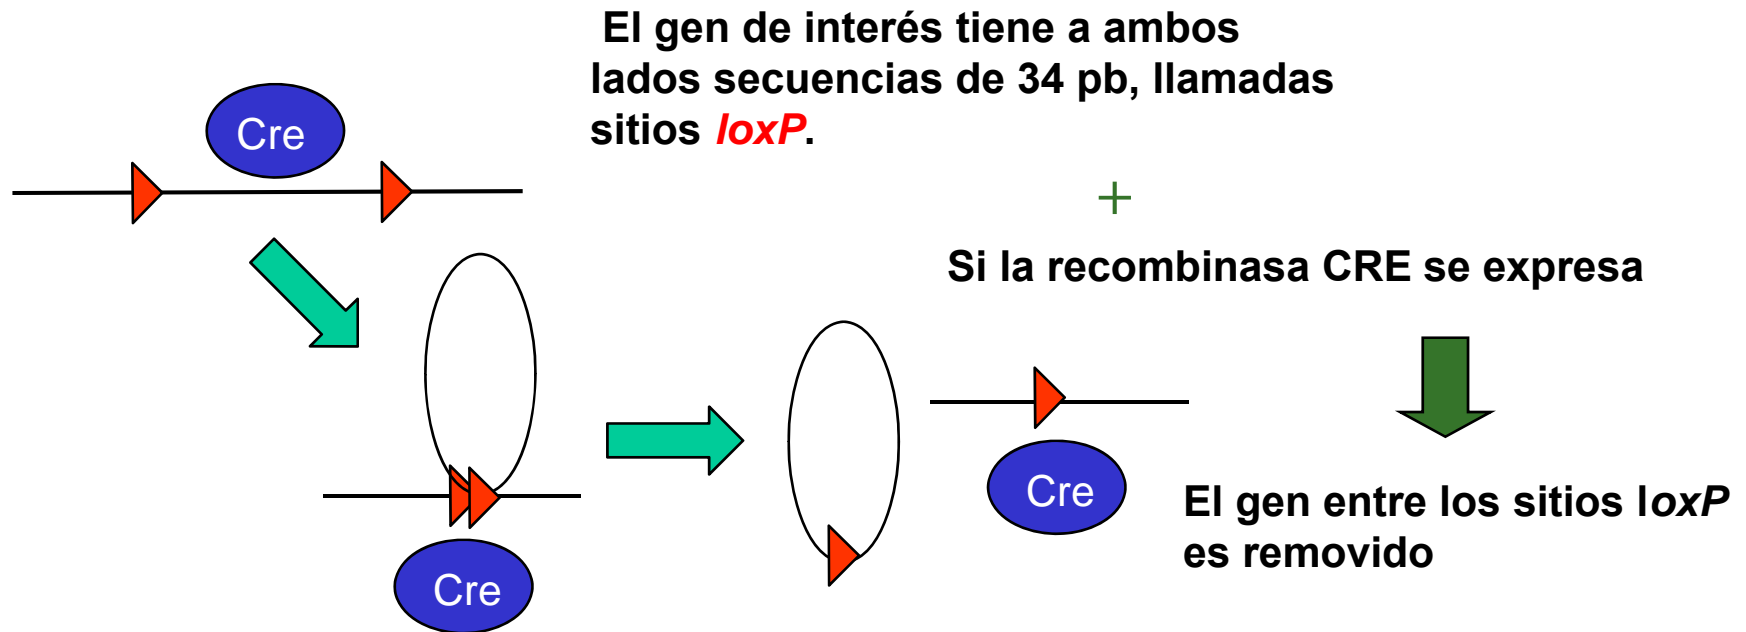 El gen de interés tiene a ambos
lados secuencias de 34 pb, llamadas
sitios loxP.
Cre
+
Si la recombinasa CRE se expresa
Cre
El gen entre los sitios loxP
es removido
Cre